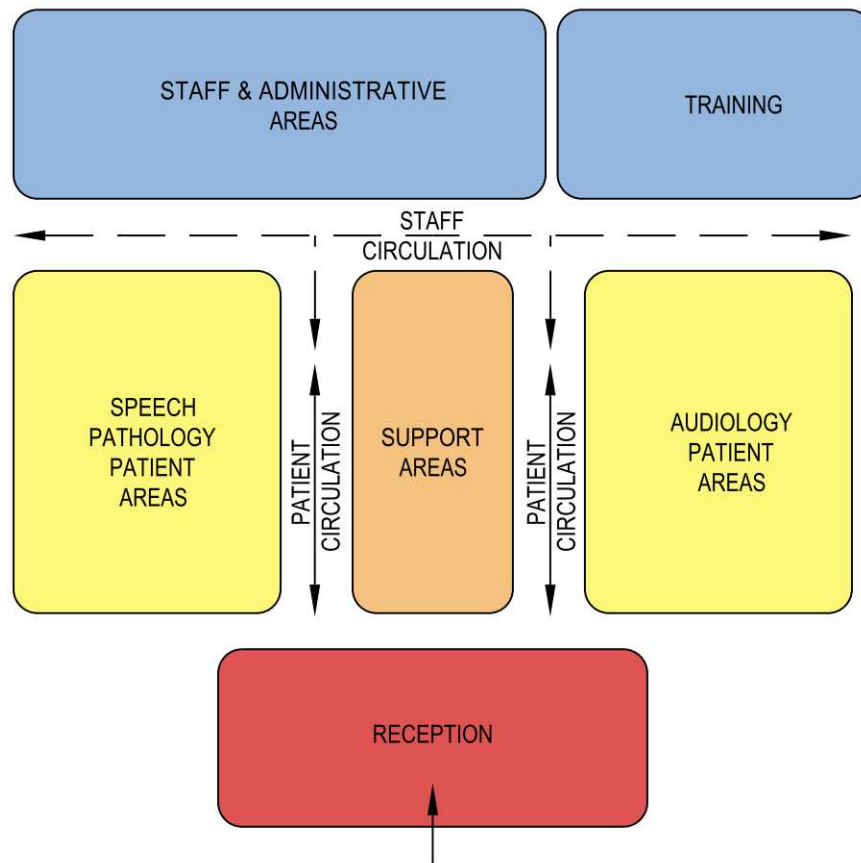 STAFF & ADMINISTRATIVE
AREAS
TRAINING
STAFF
CIRCULATION
SPEECH
PATHOLOGY
PATIENT
AREAS
PATIENT
CIRCULATION
SUPPORT
AREAS
PATIENT
CIRCULATION
AUDIOLOGY
PATIENT
AREAS
RECEPTION